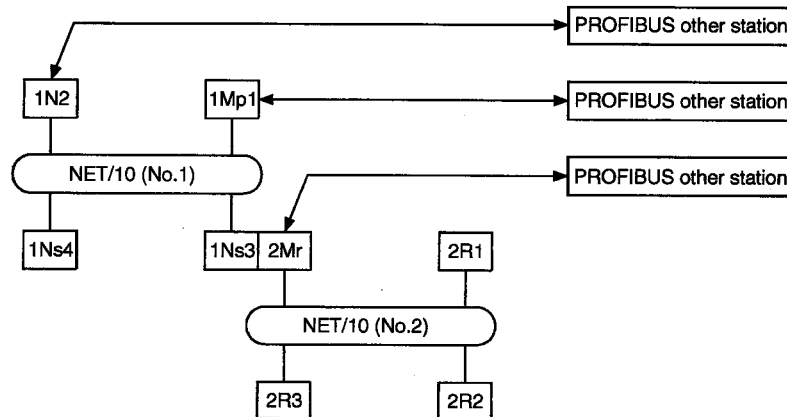 PROFIBUS other station
1N2
1Mp1
PROFIBUS other station
NET/10 (No.1)
PROFIBUS other station
1Ns4
1Ns3
2Mr
2R1
NET/10 (No.2)
2R3
2R2